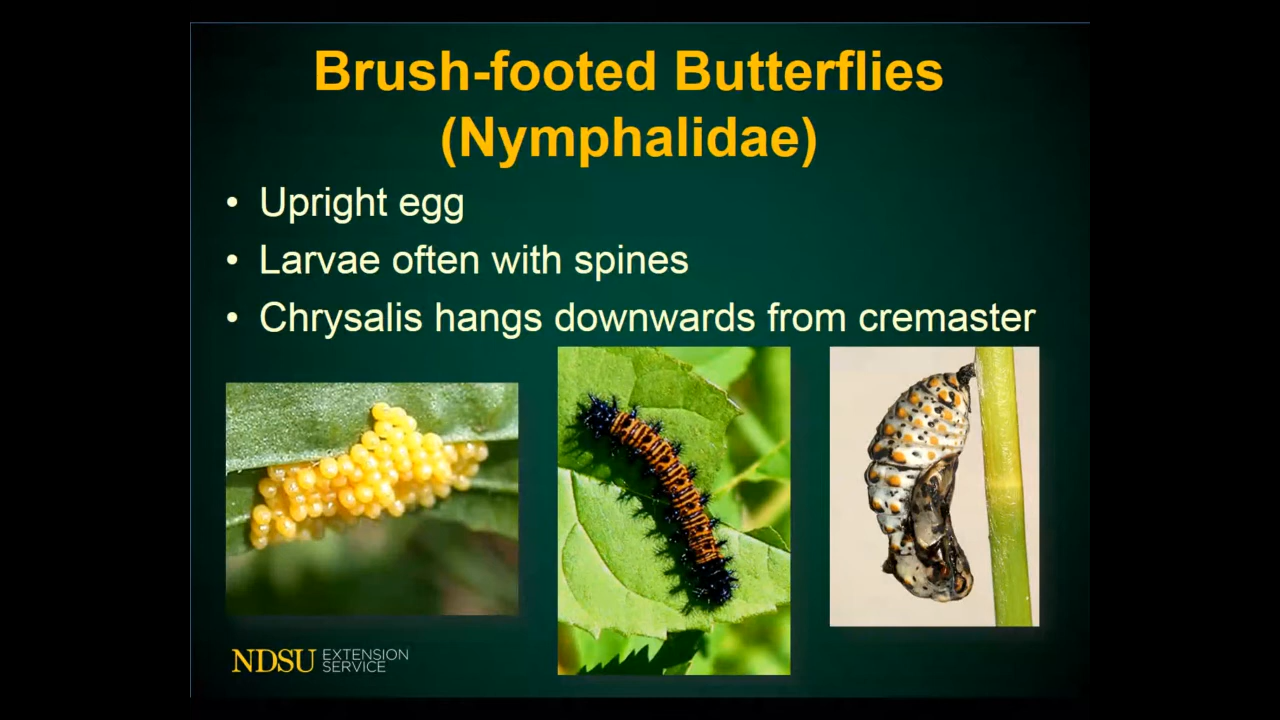 Brush-footed Butterflies
(Nymphalidae)
• Upright egg
• Larvae often with spines
• Chrysalis hangs downwards from cremaster
NDSU EXTENSION
SERVICE